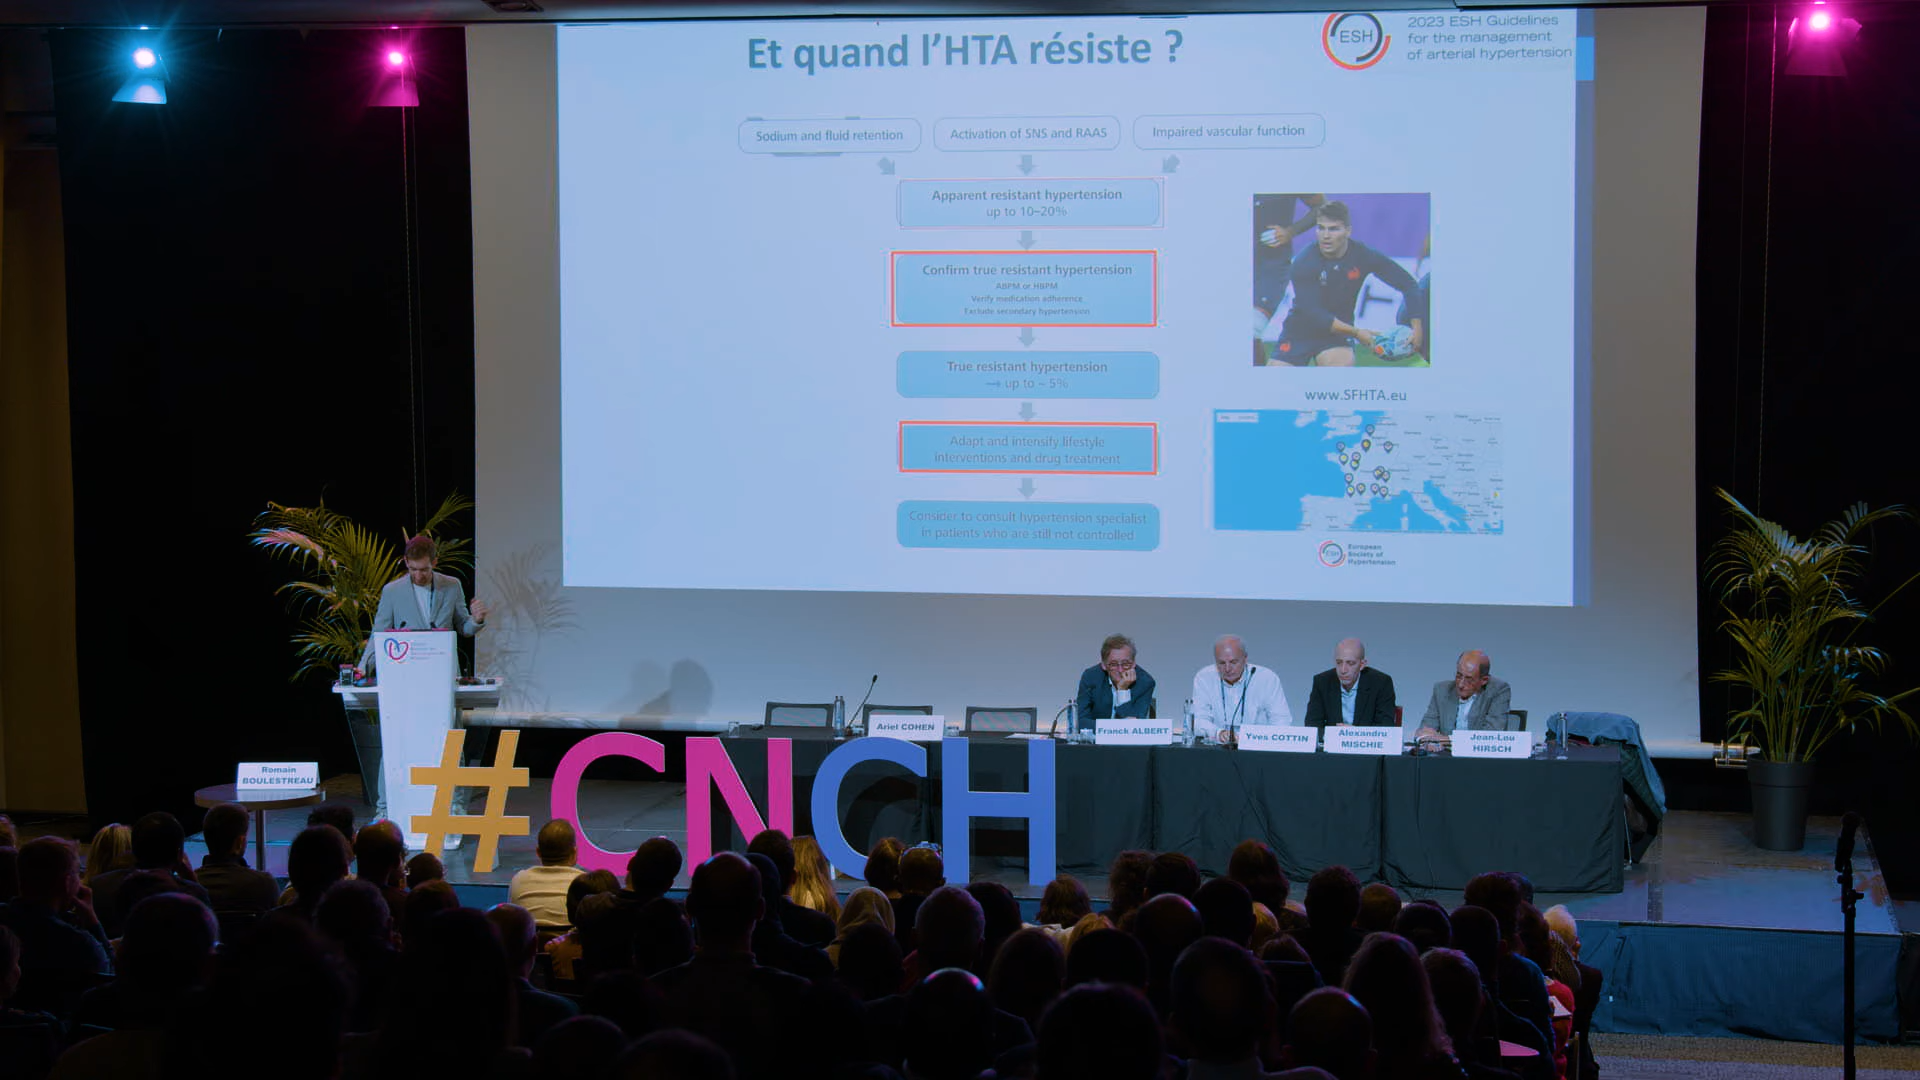 Et quand l'HTA résiste ?
ESH
2023 ESH Guidelines
for the management
of arterial hypertension
Sodium and fluid retention
Activation of SNS and RAAS
Impaired vascular function
Apparent resistant hypertension
up to 10–20%
Confirm true resistant hypertension
ABPM or HBPM
Verify medication adherence
Exclude secondary hypertension
True resistant hypertension
→ up to ~ 5%
Adapt and intensify lifestyle
interventions and drug treatment
Consider to consult hypertension specialist
in patients who are still not controlled
www.SFHTA.eu
ESH
European
Society of
Hypertension
Ariel COHEN
Franck ALBERT
Yves COTTIN
Alexandru
MISCHIE
Jean-Lou
HIRSCH
Romain
BOULESTREAU
#CNCH